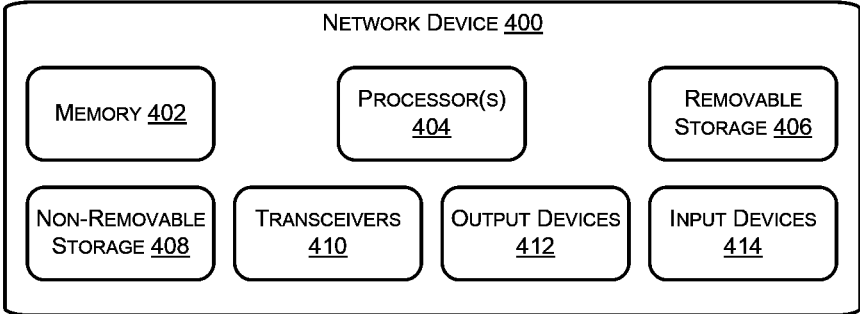 NETWORK DEVICE 400
MEMORY 402
PROCESSOR(S)
404
REMOVABLE
STORAGE 406
NON-REMOVABLE
STORAGE 408
TRANSCEIVERS
410
OUTPUT DEVICES
412
INPUT DEVICES
414